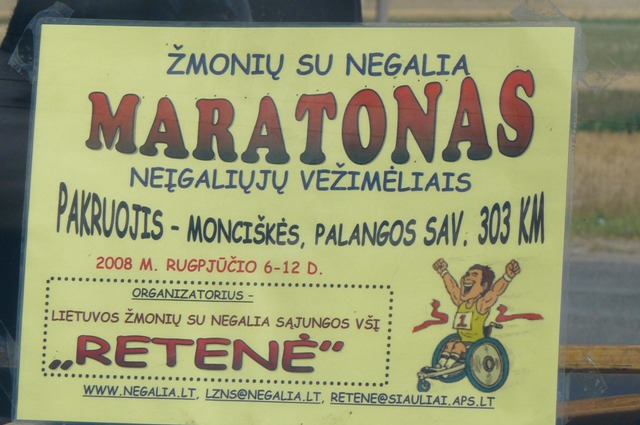 ŽMONIŲ SU NEGALIA
MARATONAS
NEĮGALIŲJŲ VEŽIMĖLIAIS
PAKRUOJIS - MONCIŠKĖS, PALANGOS SAV. 303 KM
2008 M. RUGPJŪČIO 6-12 D.
ORGANIZATORIUS -
LIETUVOS ŽMONIŲ SU NEGALIA SĄJUNGOS VŠĮ
„RETENĖ”
1
WWW.NEGALIA.LT, LZNS@NEGALIA.LT, RETENE@SIAULIAI.APS.LT